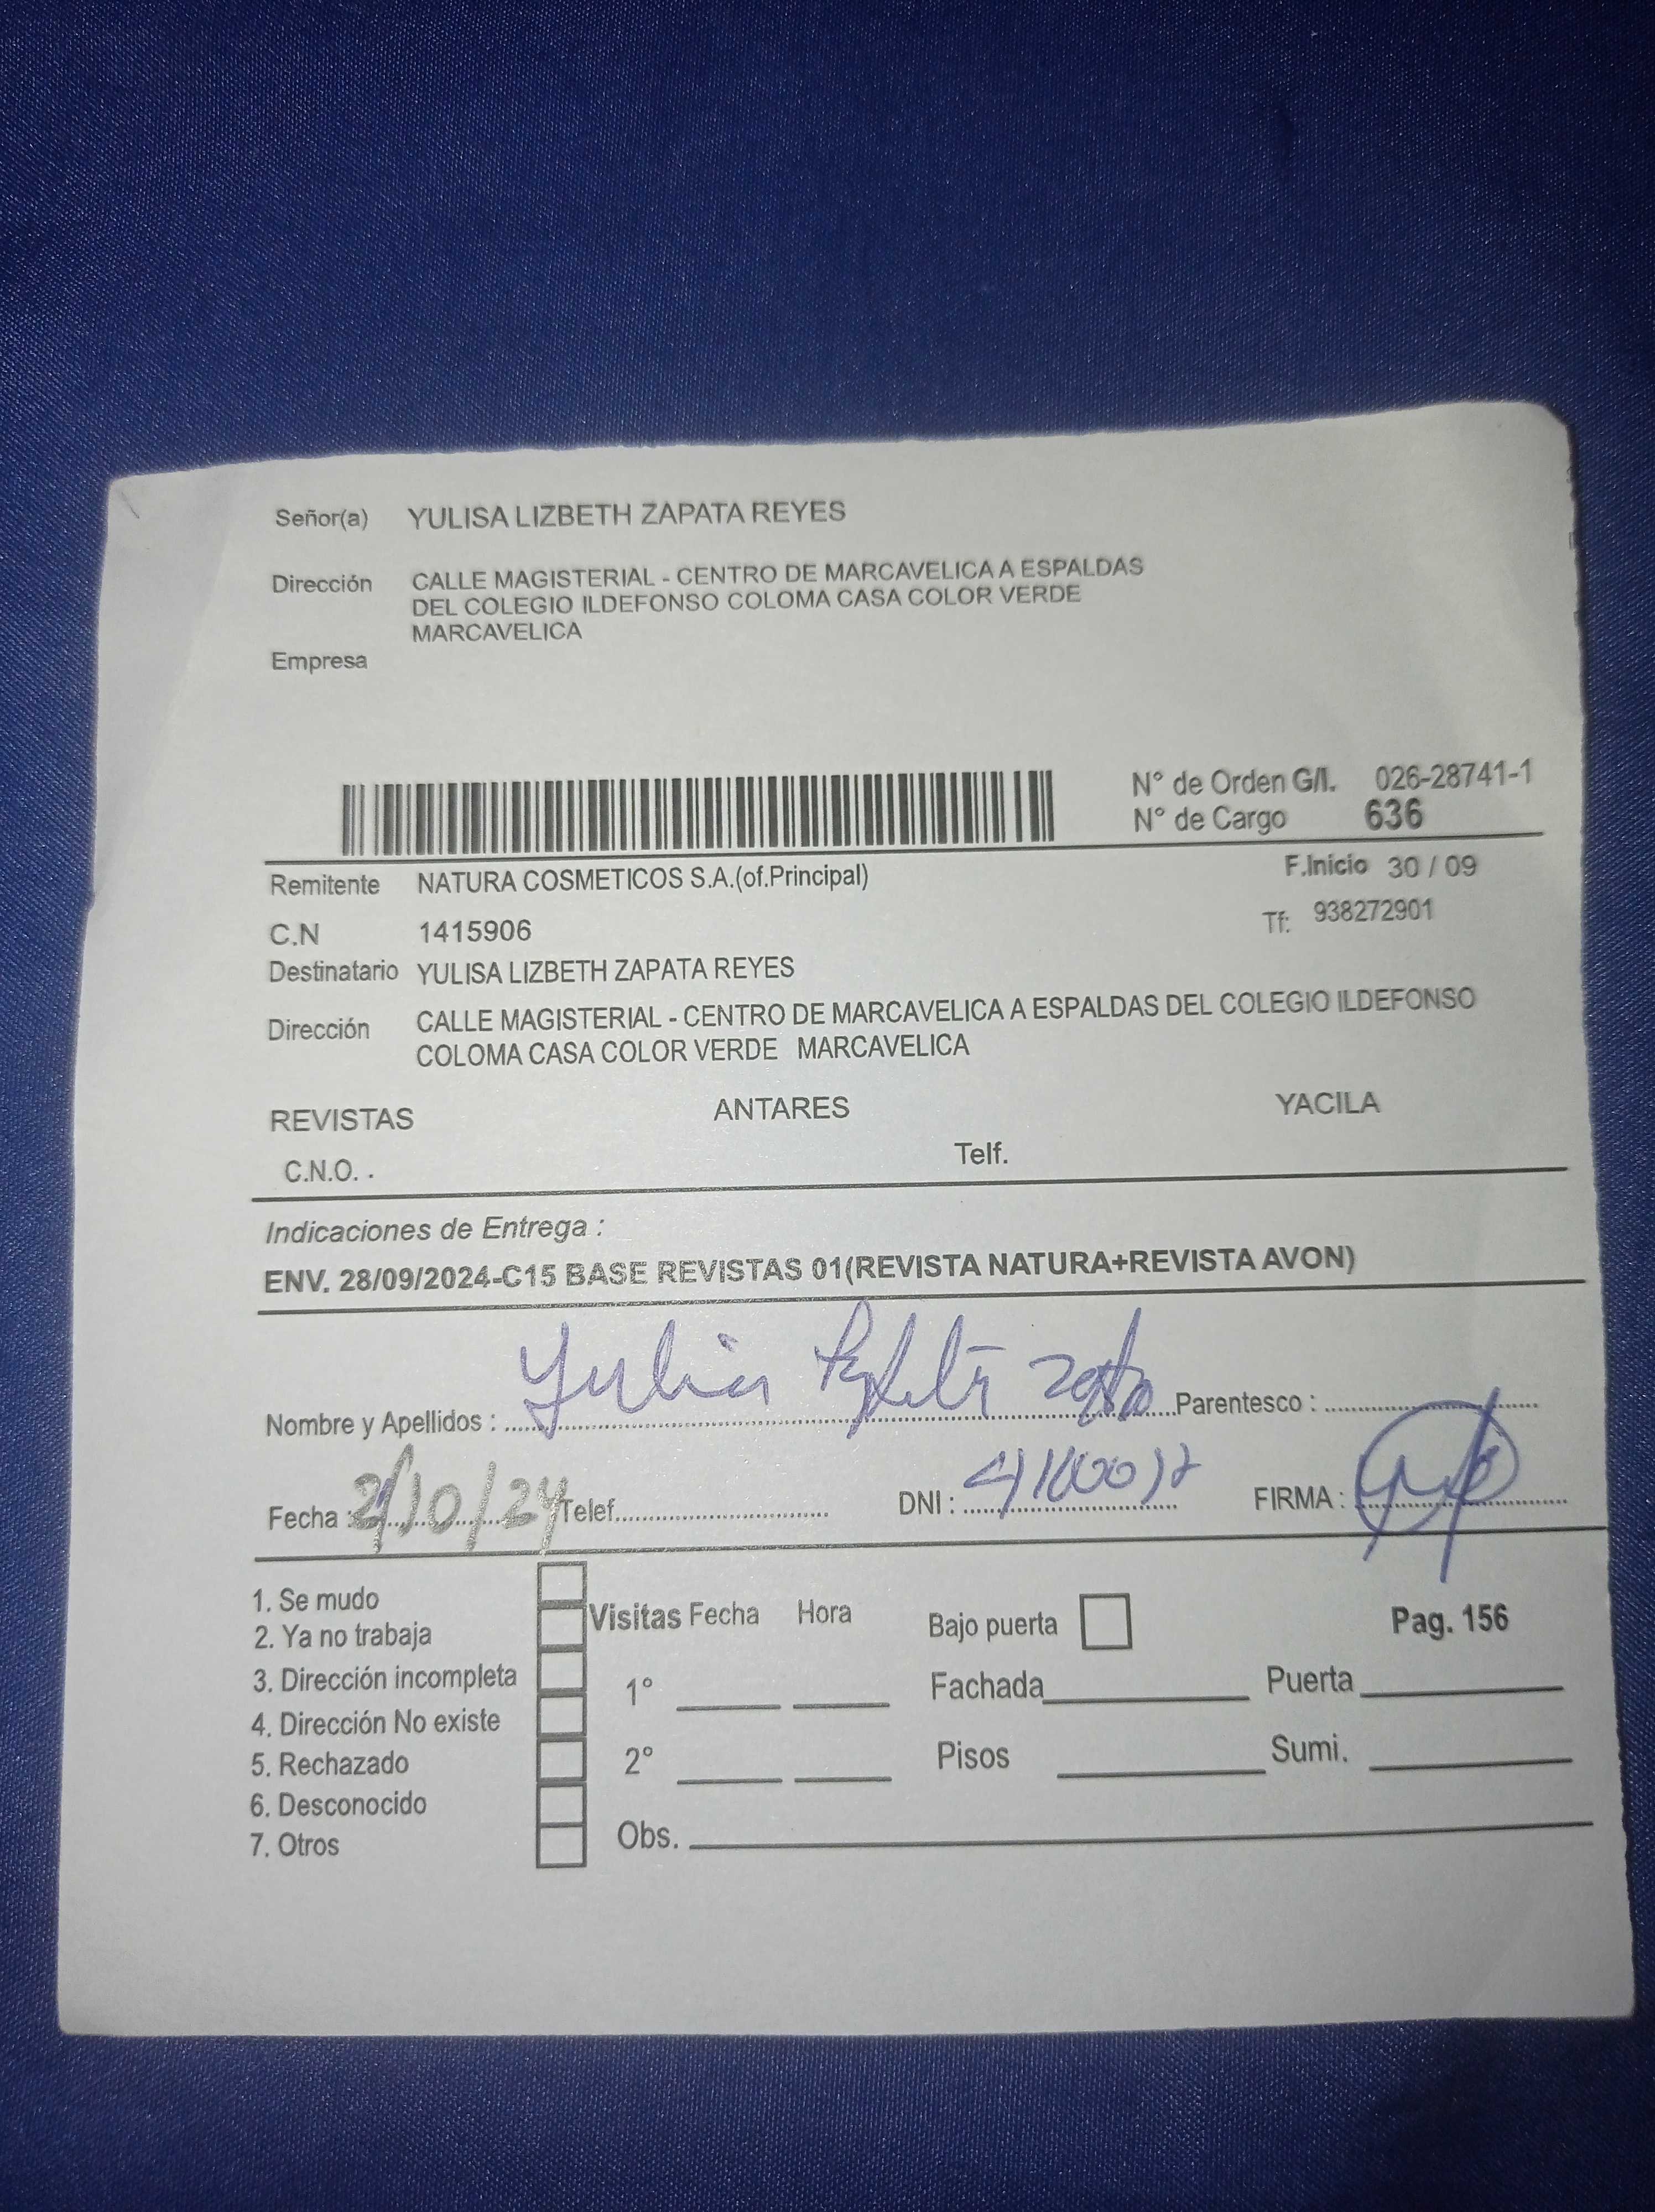 Señor(a) YULISA LIZBETH ZAPATA REYES
Dirección CALLE MAGISTERIAL - CENTRO DE MARCAVELICA A ESPALDAS
DEL COLEGIO ILDEFONSO COLOMA CASA COLOR VERDE
MARCAVELICA
Empresa
N° de Orden G/I. 026-28741-1
N° de Cargo 636
Remitente NATURA COSMETICOS S.A.(of.Principal) F.Inicio 30 / 09
C.N 1415906 Tf: 938272901
Destinatario YULISA LIZBETH ZAPATA REYES
Dirección CALLE MAGISTERIAL - CENTRO DE MARCAVELICA A ESPALDAS DEL COLEGIO ILDEFONSO
COLOMA CASA COLOR VERDE MARCAVELICA
REVISTAS ANTARES YACILA
C.N.O. . Telf.
Indicaciones de Entrega :
ENV. 28/09/2024-C15 BASE REVISTAS 01(REVISTA NATURA+REVISTA AVON)
Nombre y Apellidos : Parentesco :
Fecha : 2/10/24 Telef. DNI : FIRMA :
1. Se mudo
2. Ya no trabaja
3. Dirección incompleta
4. Dirección No existe
5. Rechazado
6. Desconocido
7. Otros
Visitas Fecha Hora Bajo puerta Pag. 156
1° Fachada Puerta
2° Pisos Sumi.
Obs.